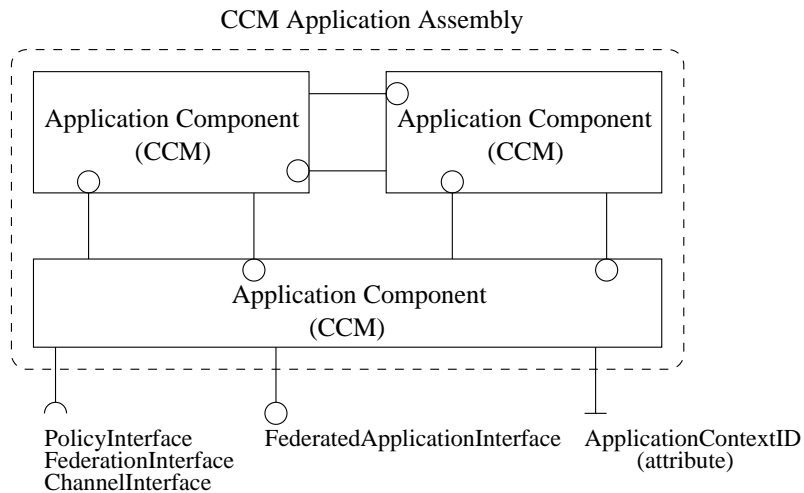 CCM Application Assembly
Application Component
(CCM)
Application Component
(CCM)
Application Component
(CCM)
PolicyInterface
FederationInterface
ChannelInterface
FederatedApplicationInterface
ApplicationContextID
(attribute)